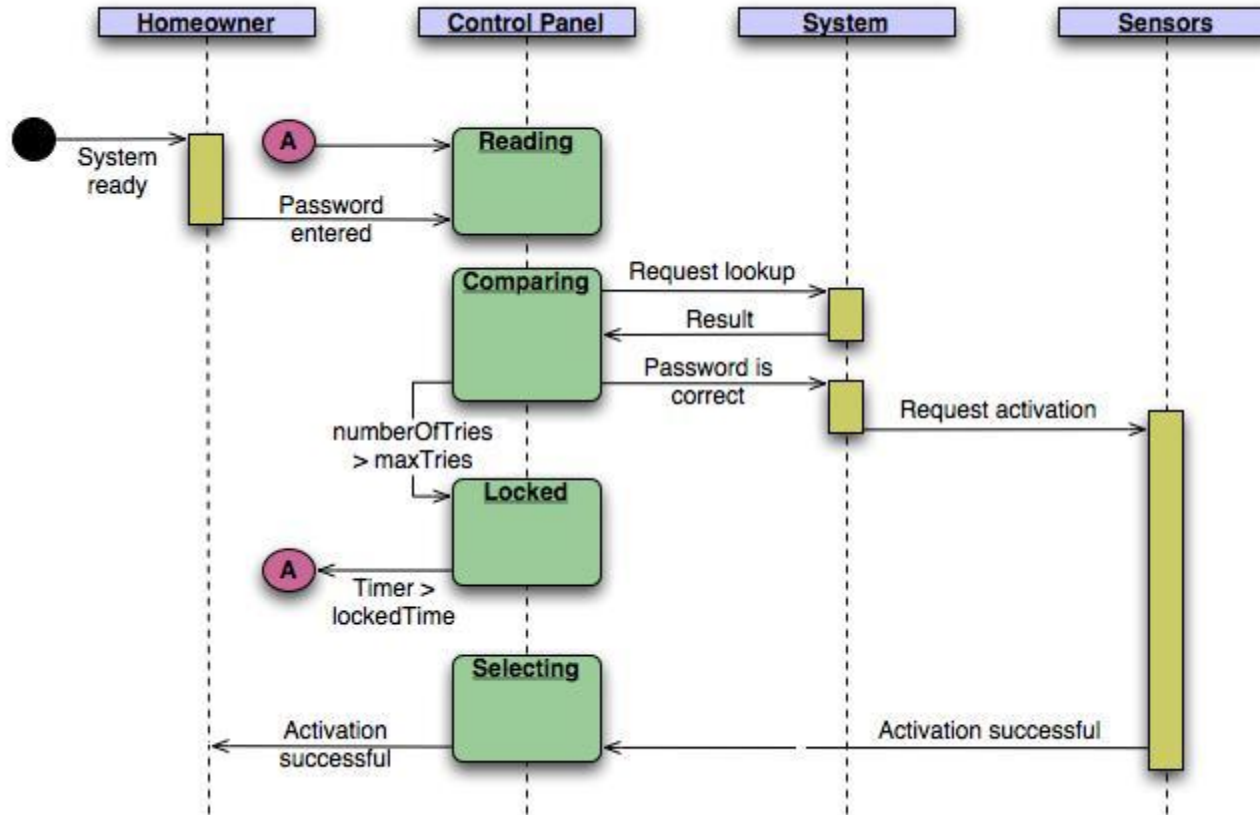 Homeowner
Control Panel
System
Sensors
System
ready
A
Reading
Password
entered
Comparing
Request lookup
Result
Password is
correct
Request activation
numberOfTries
> maxTries
Locked
A
Timer >
lockedTime
Selecting
Activation
successful
Activation successful